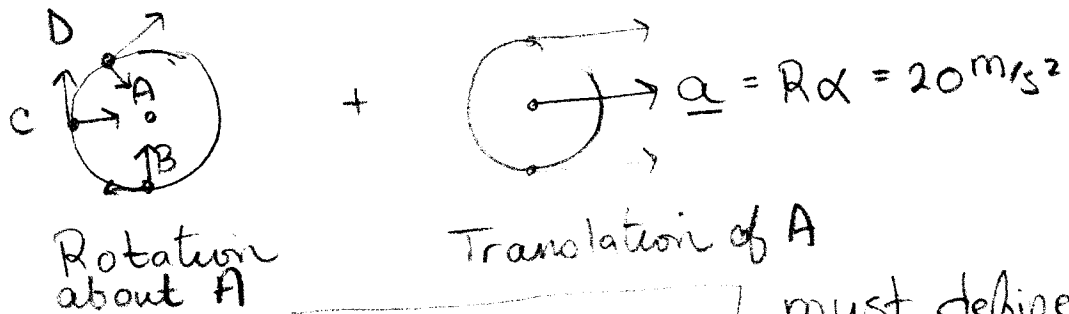 D
A
C
B
+
a = Rα = 20 m/s²
Rotation
about A
Translation of A
must define